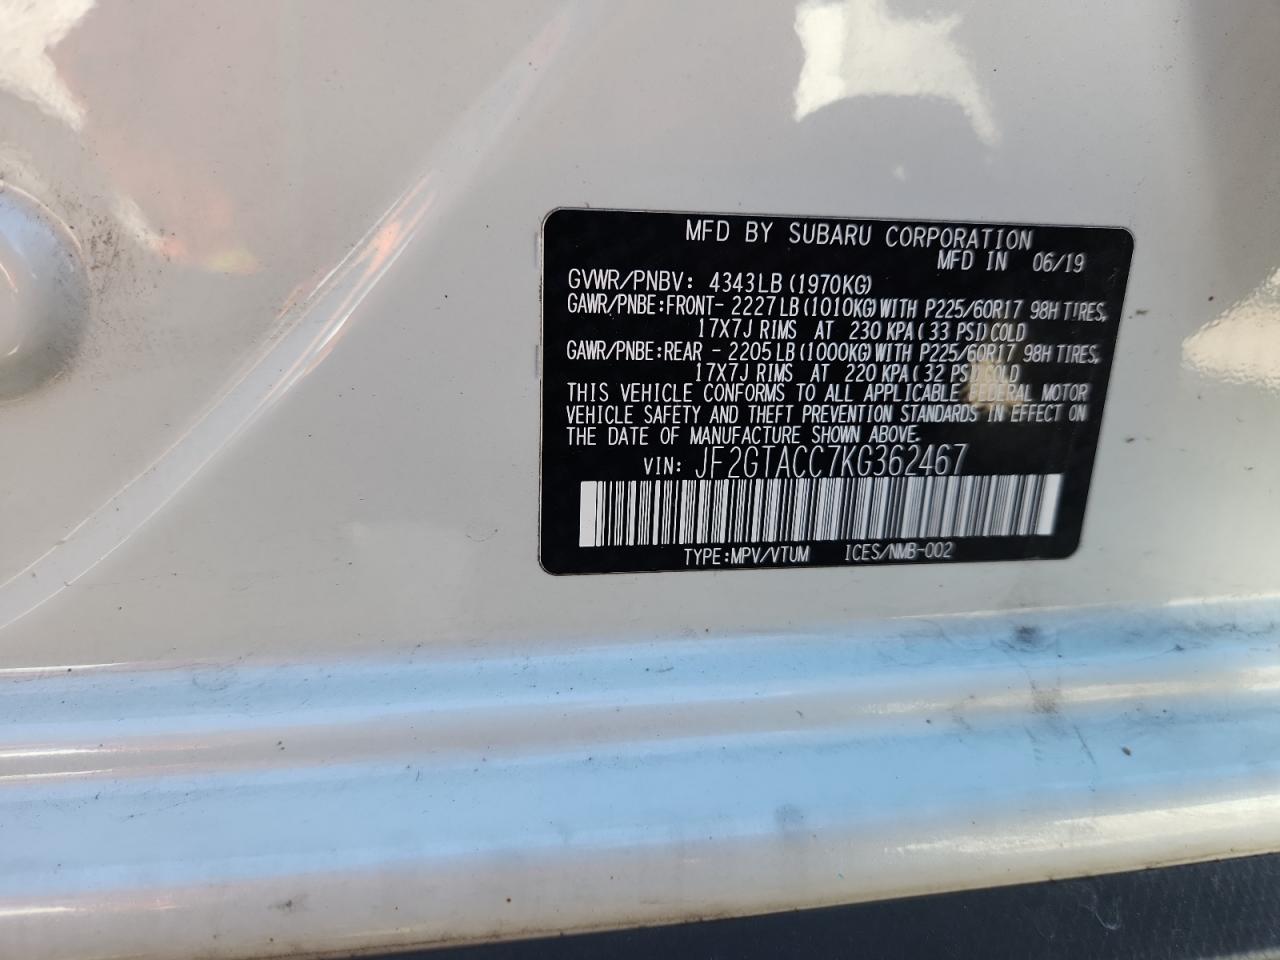 MFD BY SUBARU CORPORATION
MFD IN 06/19
GVWR/PNBV: 4343LB (1970KG)
GAWR/PNBE:FRONT- 2227LB(1010KG)WITH P225/60R17 98H TIRES,
17X7J RIMS AT 230 KPA(33 PSI)COLD
GAWR/PNBE:REAR - 2205LB(1000KG)WITH P225/60R17 98H TIRES,
17X7J RIMS AT 220 KPA(32 PSI)COLD
THIS VEHICLE CONFORMS TO ALL APPLICABLE FEDERAL MOTOR
VEHICLE SAFETY AND THEFT PREVENTION STANDARDS IN EFFECT ON
THE DATE OF MANUFACTURE SHOWN ABOVE.
VIN: JF2GTACC7KG362467
TYPE:MPV/VTUM ICES/NMB-002